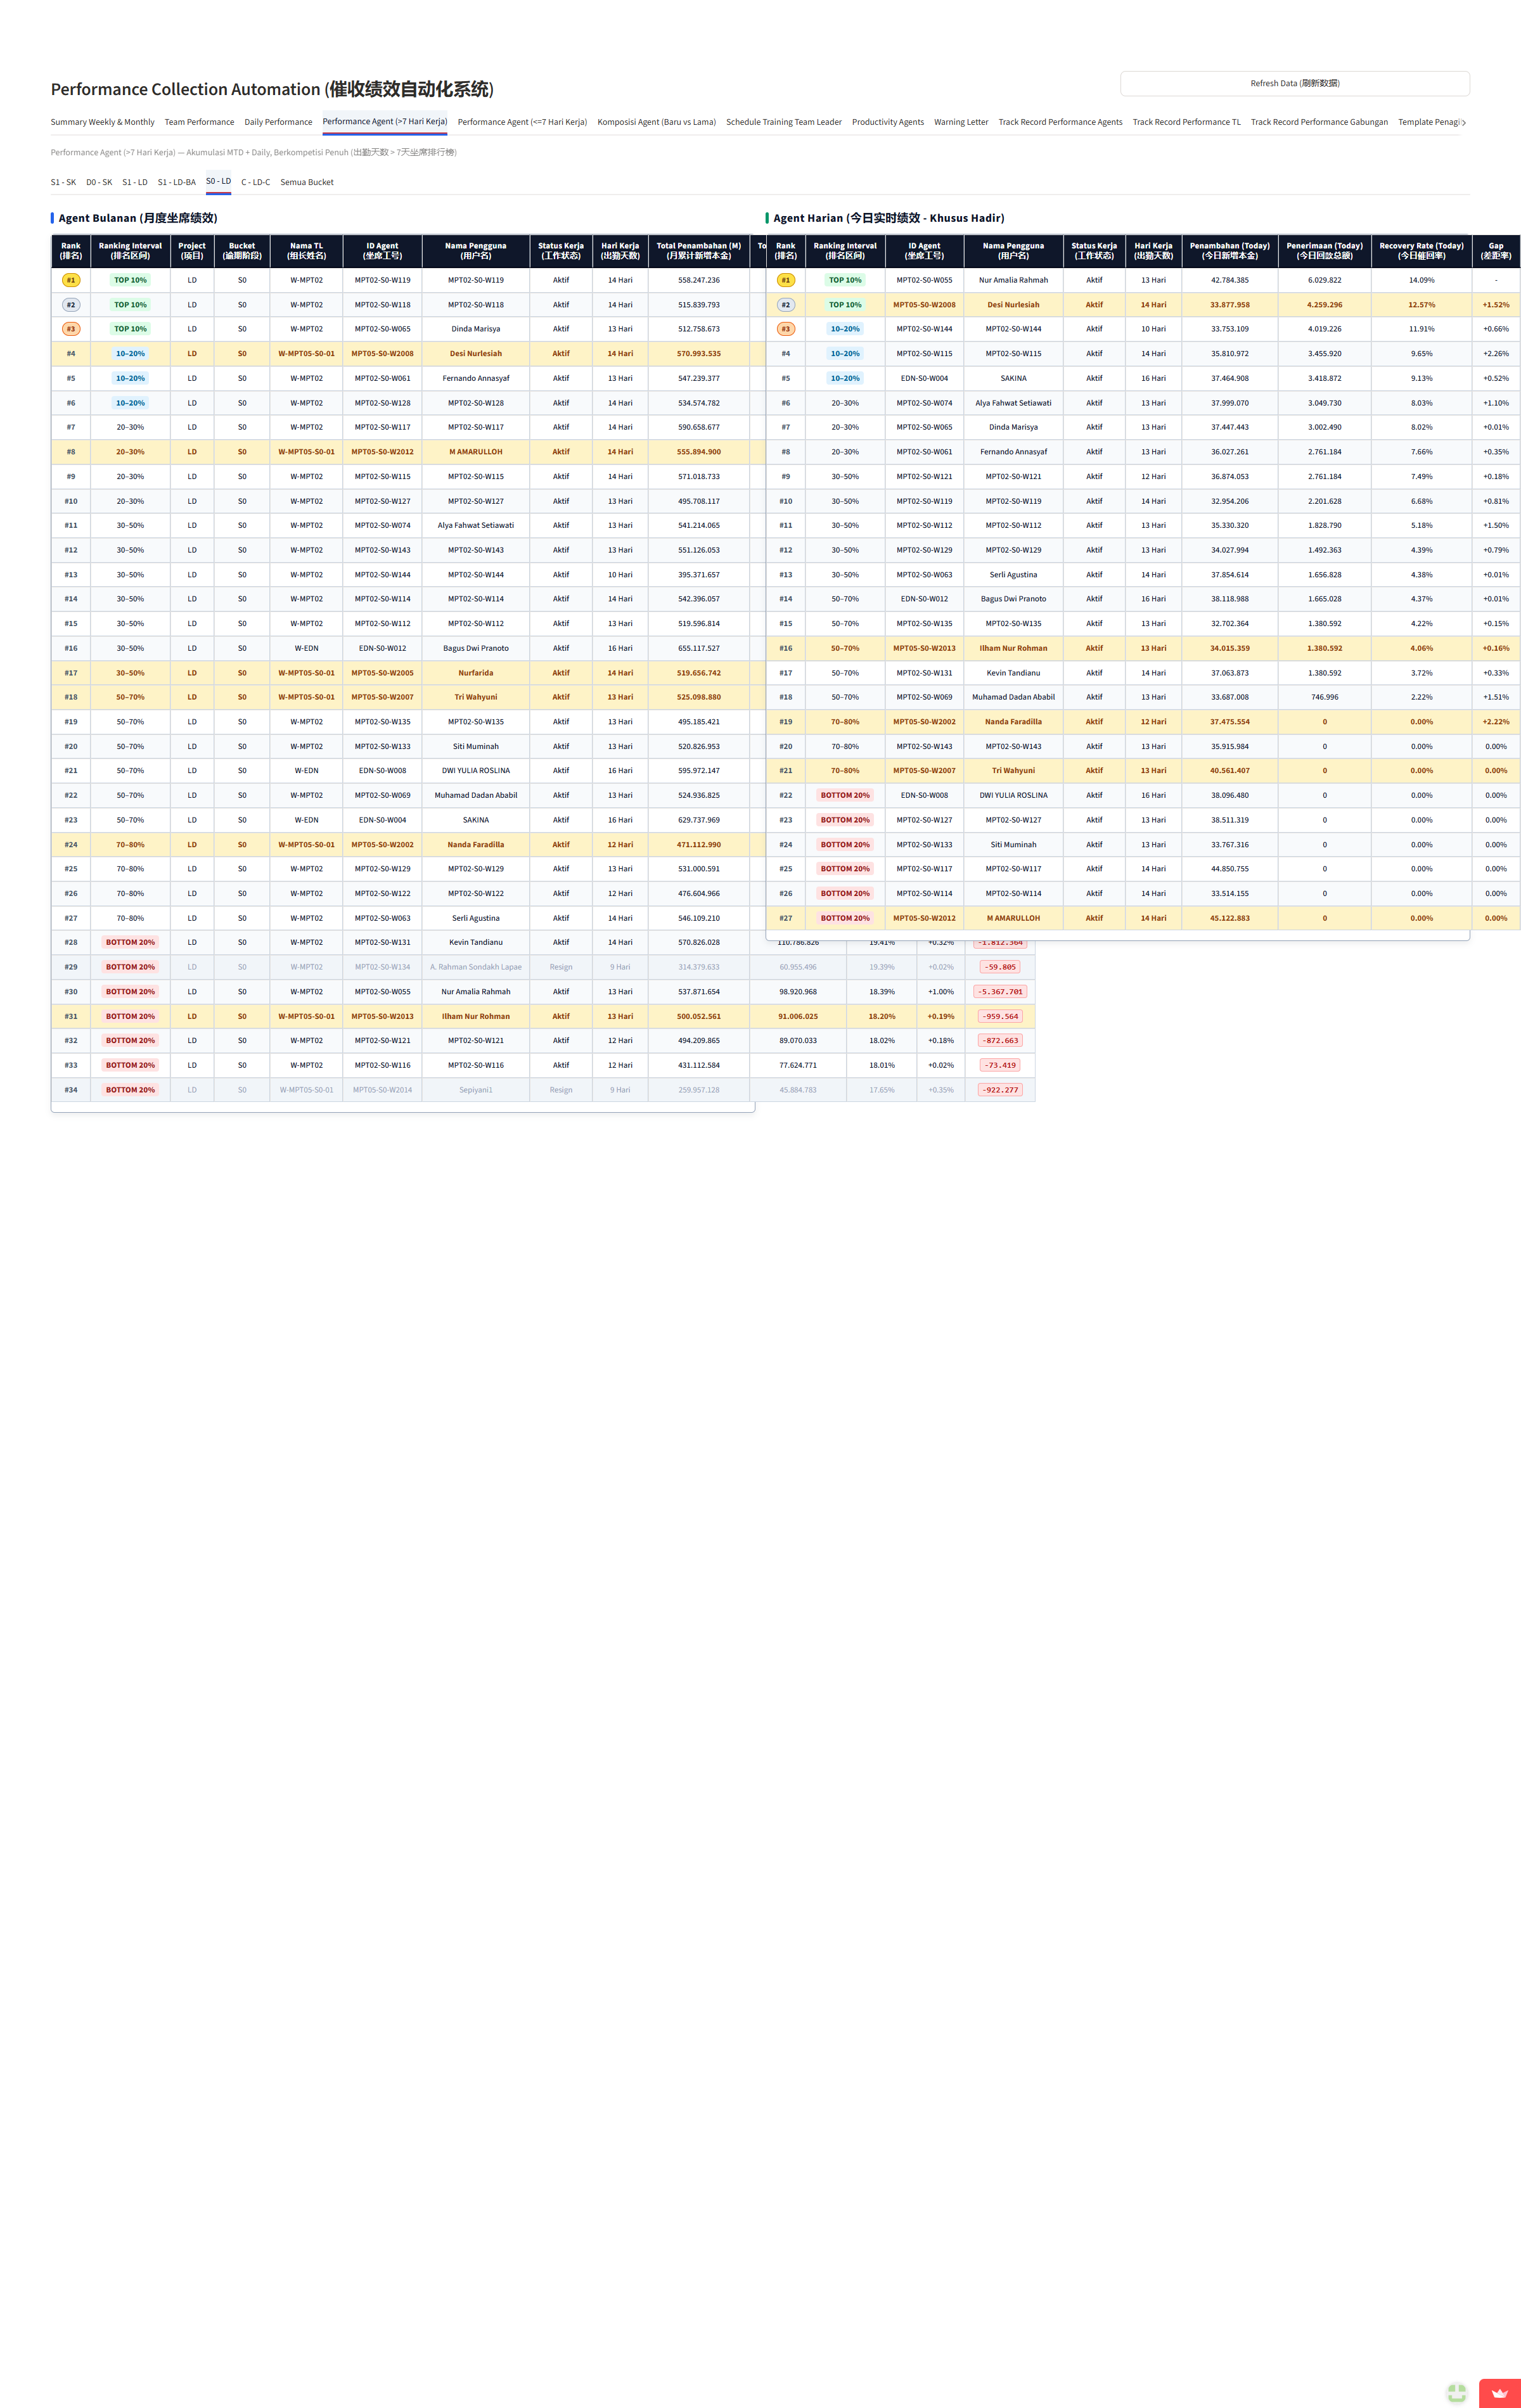 Performance Collection Automation (催收绩效自动化系统)
Refresh Data (刷新数据)
Summary Weekly & Monthly Team Performance Daily Performance Performance Agent (>7 Hari Kerja) Performance Agent (<=7 Hari Kerja) Komposisi Agent (Baru vs Lama) Schedule Training Team Leader Productivity Agents Warning Letter Track Record Performance Agents Track Record Performance TL Track Record Performance Gabungan Template Penagi
Performance Agent (>7 Hari Kerja) — Akumulasi MTD + Daily, Berkompetisi Penuh (出勤天数 > 7天坐席排行榜)
S1 - SK D0 - SK S1 - LD S1 - LD-BA S0 - LD C - LD-C Semua Bucket
Agent Bulanan (月度坐席绩效)
Rank Ranking Interval Project Bucket Nama TL ID Agent Nama Pengguna Status Kerja Hari Kerja Total Penambahan (M) To
(排名) (排名区间) (项目) (逾期阶段) (组长姓名) (坐席工号) (用户名) (工作状态) (出勤天数) (月累计新增本金)
#1 TOP 10% LD S0 W-MPT02 MPT02-S0-W119 MPT02-S0-W119 Aktif 14 Hari 558.247.236
#2 TOP 10% LD S0 W-MPT02 MPT02-S0-W118 MPT02-S0-W118 Aktif 14 Hari 515.839.793
#3 TOP 10% LD S0 W-MPT02 MPT02-S0-W065 Dinda Marisya Aktif 13 Hari 512.758.673
#4 10–20% LD S0 W-MPT05-S0-01 MPT05-S0-W2008 Desi Nurlesiah Aktif 14 Hari 570.993.535
#5 10–20% LD S0 W-MPT02 MPT02-S0-W061 Fernando Annasyaf Aktif 13 Hari 547.239.377
#6 10–20% LD S0 W-MPT02 MPT02-S0-W128 MPT02-S0-W128 Aktif 14 Hari 534.574.782
#7 20–30% LD S0 W-MPT02 MPT02-S0-W117 MPT02-S0-W117 Aktif 14 Hari 590.658.677
#8 20–30% LD S0 W-MPT05-S0-01 MPT05-S0-W2012 M AMARULLOH Aktif 14 Hari 555.894.900
#9 20–30% LD S0 W-MPT02 MPT02-S0-W115 MPT02-S0-W115 Aktif 14 Hari 571.018.733
#10 20–30% LD S0 W-MPT02 MPT02-S0-W127 MPT02-S0-W127 Aktif 13 Hari 495.708.117
#11 30–50% LD S0 W-MPT02 MPT02-S0-W074 Alya Fahwat Setiawati Aktif 13 Hari 541.214.065
#12 30–50% LD S0 W-MPT02 MPT02-S0-W143 MPT02-S0-W143 Aktif 13 Hari 551.126.053
#13 30–50% LD S0 W-MPT02 MPT02-S0-W144 MPT02-S0-W144 Aktif 10 Hari 395.371.657
#14 30–50% LD S0 W-MPT02 MPT02-S0-W114 MPT02-S0-W114 Aktif 14 Hari 542.396.057
#15 30–50% LD S0 W-MPT02 MPT02-S0-W112 MPT02-S0-W112 Aktif 13 Hari 519.596.814
#16 30–50% LD S0 W-EDN EDN-S0-W012 Bagus Dwi Pranoto Aktif 16 Hari 655.117.527
#17 30–50% LD S0 W-MPT05-S0-01 MPT05-S0-W2005 Nurfarida Aktif 14 Hari 519.656.742
#18 50–70% LD S0 W-MPT05-S0-01 MPT05-S0-W2007 Tri Wahyuni Aktif 13 Hari 525.098.880
#19 50–70% LD S0 W-MPT02 MPT02-S0-W135 MPT02-S0-W135 Aktif 13 Hari 495.185.421
#20 50–70% LD S0 W-MPT02 MPT02-S0-W133 Siti Muminah Aktif 13 Hari 520.826.953
#21 50–70% LD S0 W-EDN EDN-S0-W008 DWI YULIA ROSLINA Aktif 16 Hari 595.972.147
#22 50–70% LD S0 W-MPT02 MPT02-S0-W069 Muhamad Dadan Ababil Aktif 13 Hari 524.936.825
#23 50–70% LD S0 W-EDN EDN-S0-W004 SAKINA Aktif 16 Hari 629.737.969
#24 70–80% LD S0 W-MPT05-S0-01 MPT05-S0-W2002 Nanda Faradilla Aktif 12 Hari 471.112.990
#25 70–80% LD S0 W-MPT02 MPT02-S0-W129 MPT02-S0-W129 Aktif 13 Hari 531.000.591
#26 70–80% LD S0 W-MPT02 MPT02-S0-W122 MPT02-S0-W122 Aktif 12 Hari 476.604.966
#27 70–80% LD S0 W-MPT02 MPT02-S0-W063 Serli Agustina Aktif 14 Hari 546.109.210
#28 BOTTOM 20% LD S0 W-MPT02 MPT02-S0-W131 Kevin Tandianu Aktif 14 Hari 570.826.028 110.786.826 19.41% +0.32% -1.812.364
#29 BOTTOM 20% LD S0 W-MPT02 MPT02-S0-W134 A. Rahman Sondakh Lapae Resign 9 Hari 314.379.633 60.955.496 19.39% +0.02% -59.805
#30 BOTTOM 20% LD S0 W-MPT02 MPT02-S0-W055 Nur Amalia Rahmah Aktif 13 Hari 537.871.654 98.920.968 18.39% +1.00% -5.367.701
#31 BOTTOM 20% LD S0 W-MPT05-S0-01 MPT05-S0-W2013 Ilham Nur Rohman Aktif 13 Hari 500.052.561 91.006.025 18.20% +0.19% -959.564
#32 BOTTOM 20% LD S0 W-MPT02 MPT02-S0-W121 MPT02-S0-W121 Aktif 12 Hari 494.209.865 89.070.033 18.02% +0.18% -872.663
#33 BOTTOM 20% LD S0 W-MPT02 MPT02-S0-W116 MPT02-S0-W116 Aktif 12 Hari 431.112.584 77.624.771 18.01% +0.02% -73.419
#34 BOTTOM 20% LD S0 W-MPT05-S0-01 MPT05-S0-W2014 Sepiyani1 Resign 9 Hari 259.957.128 45.884.783 17.65% +0.35% -922.277
Agent Harian (今日实时绩效 - Khusus Hadir)
Rank Ranking Interval ID Agent Nama Pengguna Status Kerja Hari Kerja Penambahan (Today) Penerimaan (Today) Recovery Rate (Today) Gap
(排名) (排名区间) (坐席工号) (用户名) (工作状态) (出勤天数) (今日新增本金) (今日回款总额) (今日催回率) (差距率)
#1 TOP 10% MPT02-S0-W055 Nur Amalia Rahmah Aktif 13 Hari 42.784.385 6.029.822 14.09% -
#2 TOP 10% MPT05-S0-W2008 Desi Nurlesiah Aktif 14 Hari 33.877.958 4.259.296 12.57% +1.52%
#3 10–20% MPT02-S0-W144 MPT02-S0-W144 Aktif 10 Hari 33.753.109 4.019.226 11.91% +0.66%
#4 10–20% MPT02-S0-W115 MPT02-S0-W115 Aktif 14 Hari 35.810.972 3.455.920 9.65% +2.26%
#5 10–20% EDN-S0-W004 SAKINA Aktif 16 Hari 37.464.908 3.418.872 9.13% +0.52%
#6 20–30% MPT02-S0-W074 Alya Fahwat Setiawati Aktif 13 Hari 37.999.070 3.049.730 8.03% +1.10%
#7 20–30% MPT02-S0-W065 Dinda Marisya Aktif 13 Hari 37.447.443 3.002.490 8.02% +0.01%
#8 20–30% MPT02-S0-W061 Fernando Annasyaf Aktif 13 Hari 36.027.261 2.761.184 7.66% +0.35%
#9 30–50% MPT02-S0-W121 MPT02-S0-W121 Aktif 12 Hari 36.874.053 2.761.184 7.49% +0.18%
#10 30–50% MPT02-S0-W119 MPT02-S0-W119 Aktif 14 Hari 32.954.206 2.201.628 6.68% +0.81%
#11 30–50% MPT02-S0-W112 MPT02-S0-W112 Aktif 13 Hari 35.330.320 1.828.790 5.18% +1.50%
#12 30–50% MPT02-S0-W129 MPT02-S0-W129 Aktif 13 Hari 34.027.994 1.492.363 4.39% +0.79%
#13 30–50% MPT02-S0-W063 Serli Agustina Aktif 14 Hari 37.854.614 1.656.828 4.38% +0.01%
#14 50–70% EDN-S0-W012 Bagus Dwi Pranoto Aktif 16 Hari 38.118.988 1.665.028 4.37% +0.01%
#15 50–70% MPT02-S0-W135 MPT02-S0-W135 Aktif 13 Hari 32.702.364 1.380.592 4.22% +0.15%
#16 50–70% MPT05-S0-W2013 Ilham Nur Rohman Aktif 13 Hari 34.015.359 1.380.592 4.06% +0.16%
#17 50–70% MPT02-S0-W131 Kevin Tandianu Aktif 14 Hari 37.063.873 1.380.592 3.72% +0.33%
#18 50–70% MPT02-S0-W069 Muhamad Dadan Ababil Aktif 13 Hari 33.687.008 746.996 2.22% +1.51%
#19 70–80% MPT05-S0-W2002 Nanda Faradilla Aktif 12 Hari 37.475.554 0 0.00% +2.22%
#20 70–80% MPT02-S0-W143 MPT02-S0-W143 Aktif 13 Hari 35.915.984 0 0.00% 0.00%
#21 70–80% MPT05-S0-W2007 Tri Wahyuni Aktif 13 Hari 40.561.407 0 0.00% 0.00%
#22 BOTTOM 20% EDN-S0-W008 DWI YULIA ROSLINA Aktif 16 Hari 38.096.480 0 0.00% 0.00%
#23 BOTTOM 20% MPT02-S0-W127 MPT02-S0-W127 Aktif 13 Hari 38.511.319 0 0.00% 0.00%
#24 BOTTOM 20% MPT02-S0-W133 Siti Muminah Aktif 13 Hari 33.767.316 0 0.00% 0.00%
#25 BOTTOM 20% MPT02-S0-W117 MPT02-S0-W117 Aktif 14 Hari 44.850.755 0 0.00% 0.00%
#26 BOTTOM 20% MPT02-S0-W114 MPT02-S0-W114 Aktif 14 Hari 33.514.155 0 0.00% 0.00%
#27 BOTTOM 20% MPT05-S0-W2012 M AMARULLOH Aktif 14 Hari 45.122.883 0 0.00% 0.00%